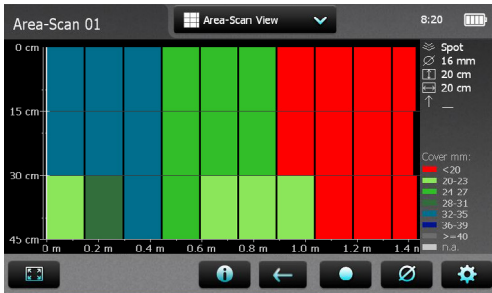 Area-Scan 01
Area-Scan View
8:20
0 cm
15 cm
30 cm
45 cm
0 m 0.2 m 0.4 m 0.6 m 0.8 m 1.0 m 1.2 m 1.4 m
Spot
16 mm
20 cm
20 cm
Cover mm:
<20
20-23
24-27
28-31
32-35
36-39
>=40
n.a.